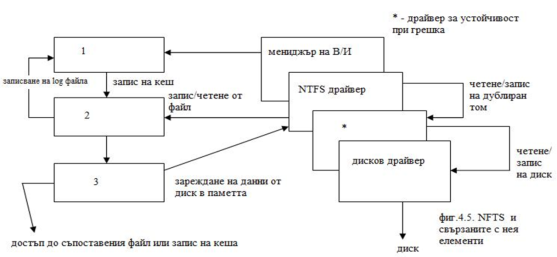 * - драйвер за устойчивост
при грешка
1
мениджър на В/И
записване на log файла
запис на кеш
запис/четене от
файл
NTFS драйвер
четене/запис
на дублиран
том
2
*
дисков драйвер
четене/
запис
на диск
3
зареждане на данни от
диск в паметта
фиг.4.5. NFTS и
свързаните с нея
елементи
достъп до съпоставения файл или запис на кеша
диск